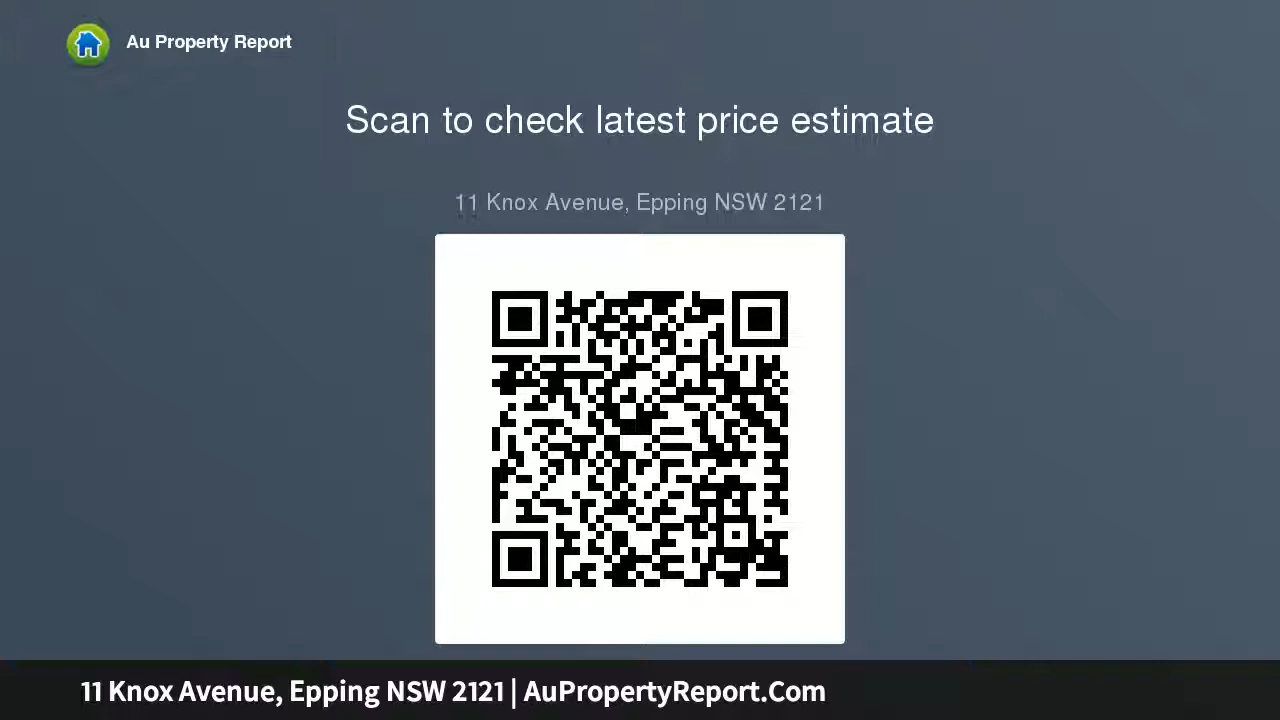 Au Property Report
Scan to check latest price estimate
11 Knox Avenue, Epping NSW 2121
11 Knox Avenue, Epping NSW 2121 | AuPropertyReport.Com